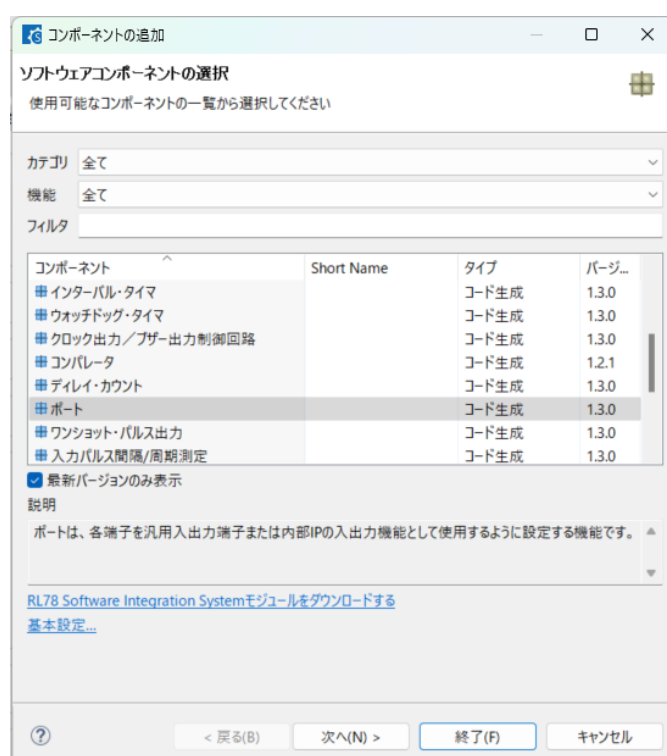 コンポーネントの追加
ソフトウェアコンポーネントの選択
使用可能なコンポーネントの一覧から選択してください
カテゴリ 全て
機能 全て
フィルタ
コンポーネント Short Name タイプ バージ...
インターバル・タイマ コード生成 1.3.0
ウォッチドッグ・タイマ コード生成 1.3.0
クロック出力／ブザー出力制御回路 コード生成 1.3.0
コンパレータ コード生成 1.2.1
ディレイ・カウント コード生成 1.3.0
ポート コード生成 1.3.0
ワンショット・パルス出力 コード生成 1.3.0
入力パルス間隔/周期測定 コード生成 1.3.0
最新バージョンのみ表示
説明
ポートは、各端子を汎用入出力端子または内部IPの入出力機能として使用するように設定する機能です。
RL78 Software Integration Systemモジュールをダウンロードする
基本設定...
? < 戻る(B) 次へ(N) > 終了(F) キャンセル